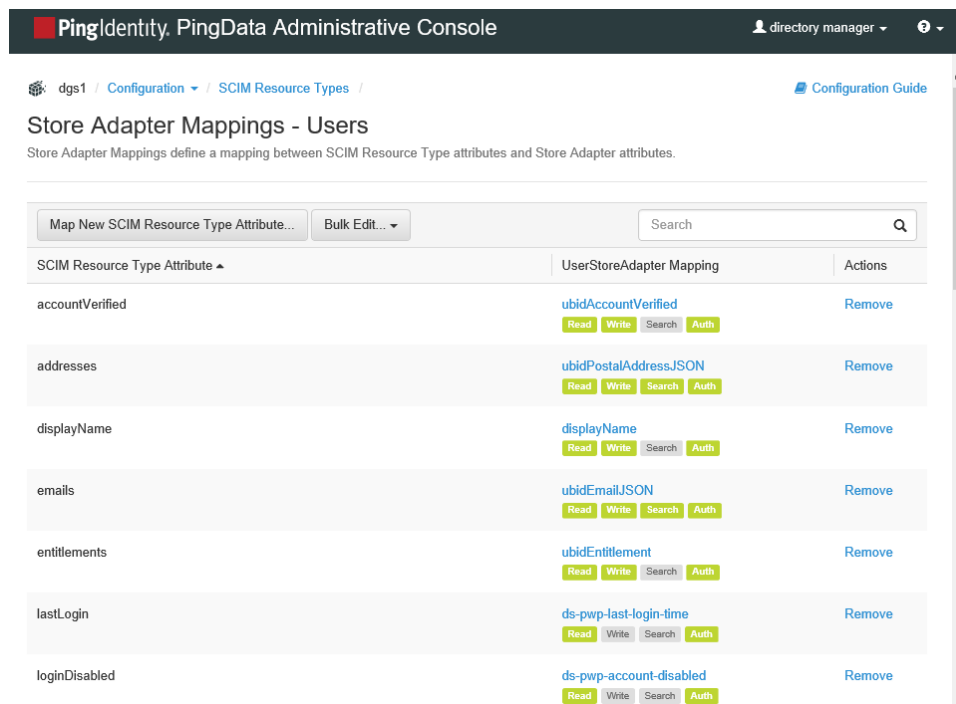 PingIdentity. PingData Administrative Console
directory manager
dgs1 / Configuration / SCIM Resource Types /
Configuration Guide
Store Adapter Mappings - Users
Store Adapter Mappings define a mapping between SCIM Resource Type attributes and Store Adapter attributes.
Map New SCIM Resource Type Attribute... Bulk Edit... Search
SCIM Resource Type Attribute UserStoreAdapter Mapping Actions
accountVerified ubidAccountVerified Remove
Read Write Search Auth
addresses ubidPostalAddressJSON Remove
Read Write Search Auth
displayName displayName Remove
Read Write Search Auth
emails ubidEmailJSON Remove
Read Write Search Auth
entitlements ubidEntitlement Remove
Read Write Search Auth
lastLogin ds-pwp-last-login-time Remove
Read Write Search Auth
loginDisabled ds-pwp-account-disabled Remove
Read Write Search Auth